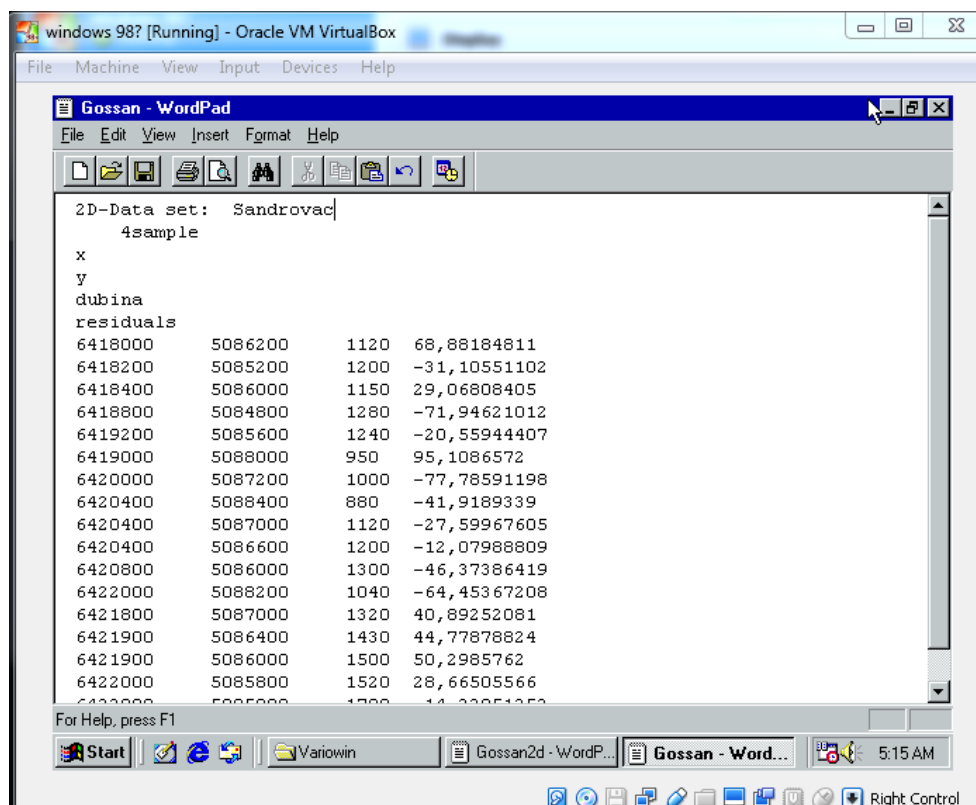 windows 98? [Running] - Oracle VM VirtualBox
File Machine View Input Devices Help
Gossan - WordPad
File Edit View Insert Format Help
2D-Data set: Sandrovac
4sample
x
y
dubina
residuals
6418000 5086200 1120 68,88184811
6418200 5085200 1200 -31,10551102
6418400 5086000 1150 29,06808405
6418800 5084800 1280 -71,94621012
6419200 5085600 1240 -20,55944407
6419000 5088000 950 95,1086572
6420000 5087200 1000 -77,78591198
6420400 5088400 880 -41,9189339
6420400 5087000 1120 -27,59967605
6420400 5086600 1200 -12,07988809
6420800 5086000 1300 -46,37386419
6422000 5088200 1040 -64,45367208
6421800 5087000 1320 40,89252081
6421900 5086400 1430 44,77878824
6421900 5086000 1500 50,2985762
6422000 5085800 1520 28,66505566
For Help, press F1
Start Variowin Gossan2d - WordP... Gossan - Word... 5:15 AM
Right Control